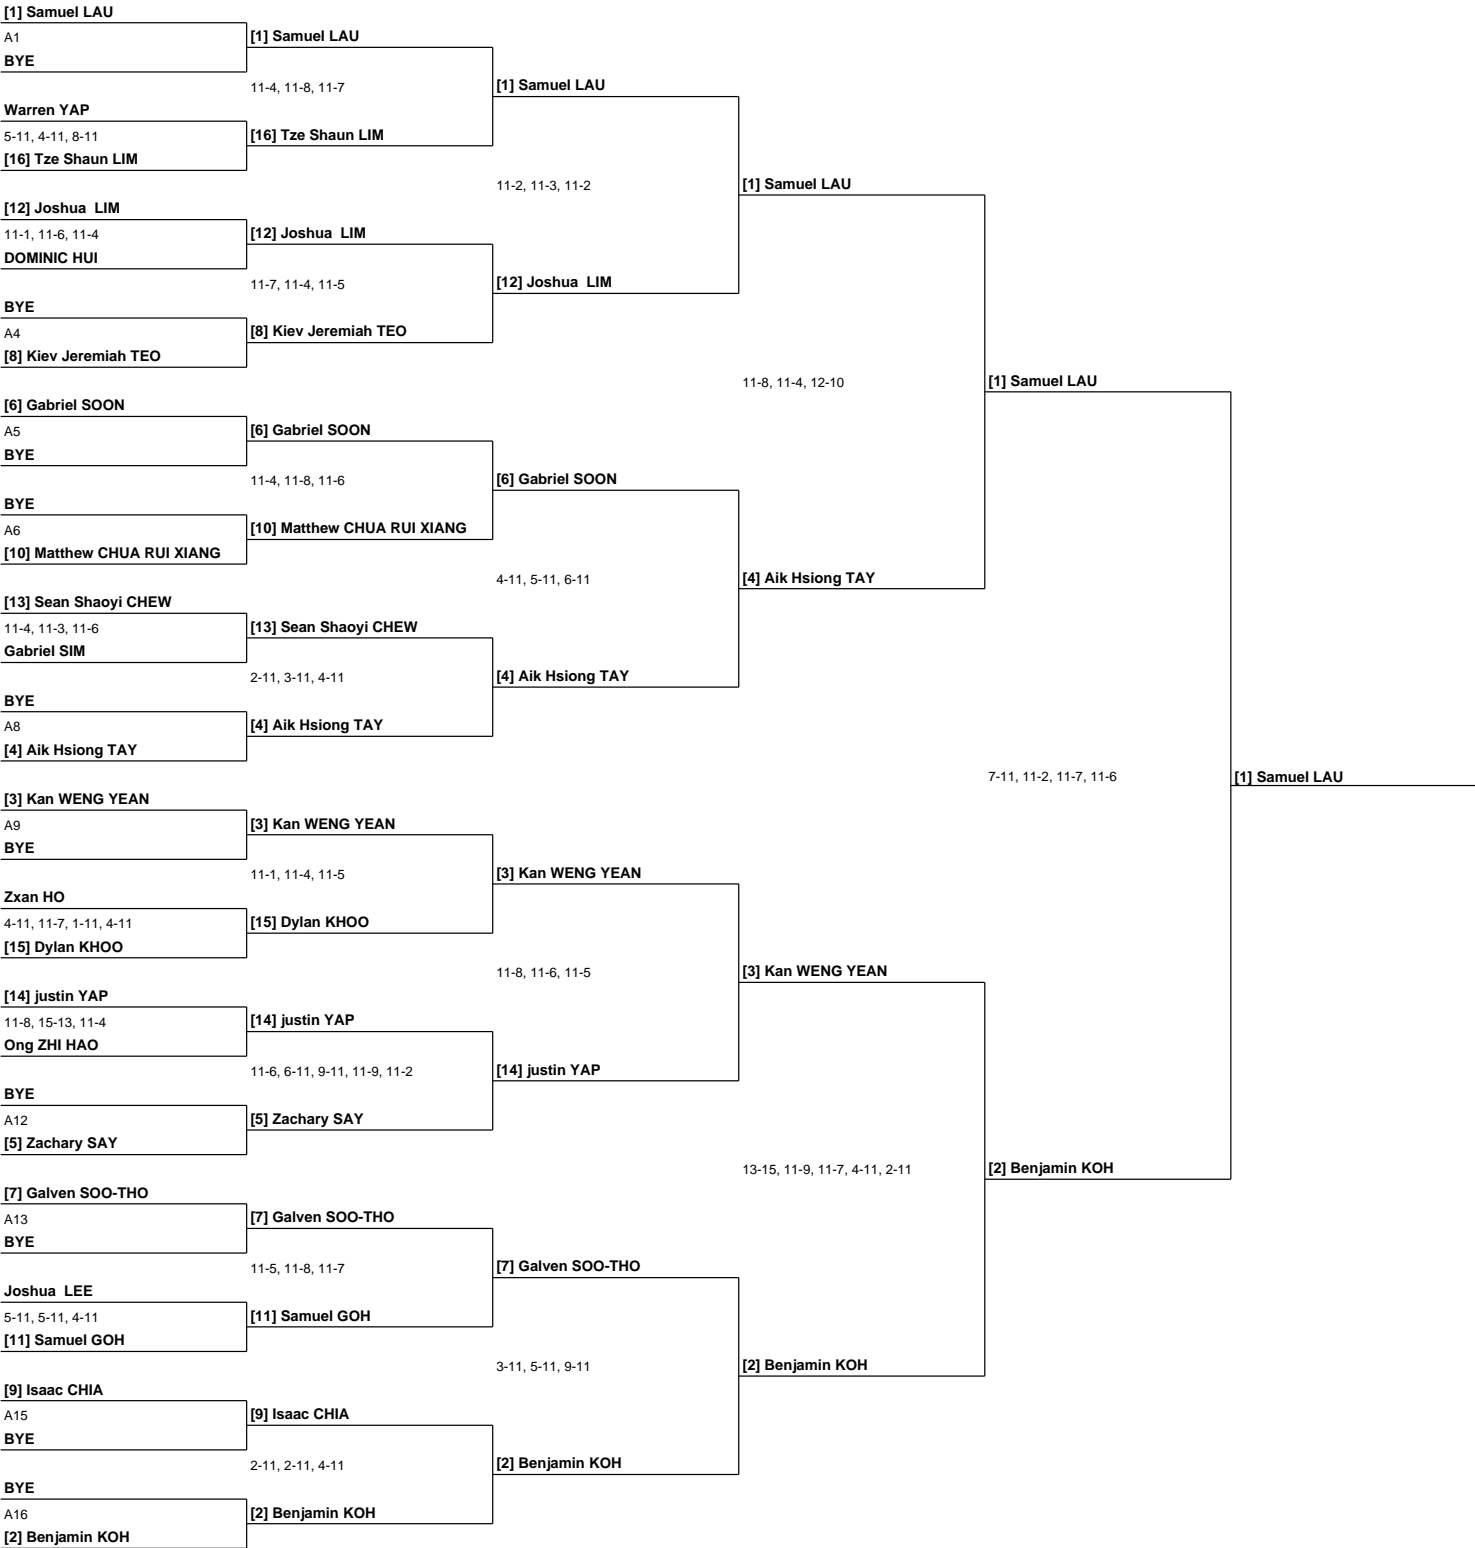 [1] Samuel LAU
A1
BYE
Warren YAP
5-11, 4-11, 8-11
[16] Tze Shaun LIM
[12] Joshua  LIM
11-1, 11-6, 11-4
DOMINIC HUI
BYE
A4
[8] Kiev Jeremiah TEO
[6] Gabriel SOON
A5
BYE
BYE
A6
[10] Matthew CHUA RUI XIANG
[13] Sean Shaoyi CHEW
11-4, 11-3, 11-6
Gabriel SIM
BYE
A8
[4] Aik Hsiong TAY
[3] Kan WENG YEAN
A9
BYE
Zxan HO
4-11, 11-7, 1-11, 4-11
[15] Dylan KHOO
[14] justin YAP
11-8, 15-13, 11-4
Ong ZHI HAO
BYE
A12
[5] Zachary SAY
[7] Galven SOO-THO
A13
BYE
Joshua  LEE
5-11, 5-11, 4-11
[11] Samuel GOH
[9] Isaac CHIA
A15
BYE
BYE
A16
[2] Benjamin KOH
[1] Samuel LAU
11-4, 11-8, 11-7
[16] Tze Shaun LIM
[12] Joshua  LIM
11-7, 11-4, 11-5
[8] Kiev Jeremiah TEO
[6] Gabriel SOON
11-4, 11-8, 11-6
[10] Matthew CHUA RUI XIANG
[13] Sean Shaoyi CHEW
2-11, 3-11, 4-11
[4] Aik Hsiong TAY
[3] Kan WENG YEAN
11-1, 11-4, 11-5
[15] Dylan KHOO
[14] justin YAP
11-6, 6-11, 9-11, 11-9, 11-2
[5] Zachary SAY
[7] Galven SOO-THO
11-5, 11-8, 11-7
[11] Samuel GOH
[9] Isaac CHIA
2-11, 2-11, 4-11
[2] Benjamin KOH
[1] Samuel LAU
11-2, 11-3, 11-2
[12] Joshua  LIM
[6] Gabriel SOON
4-11, 5-11, 6-11
[4] Aik Hsiong TAY
[3] Kan WENG YEAN
11-8, 11-6, 11-5
[14] justin YAP
[7] Galven SOO-THO
3-11, 5-11, 9-11
[2] Benjamin KOH
[1] Samuel LAU
11-8, 11-4, 12-10
[4] Aik Hsiong TAY
[3] Kan WENG YEAN
13-15, 11-9, 11-7, 4-11, 2-11
[2] Benjamin KOH
[1] Samuel LAU
7-11, 11-2, 11-7, 11-6
[2] Benjamin KOH
[1] Samuel LAU